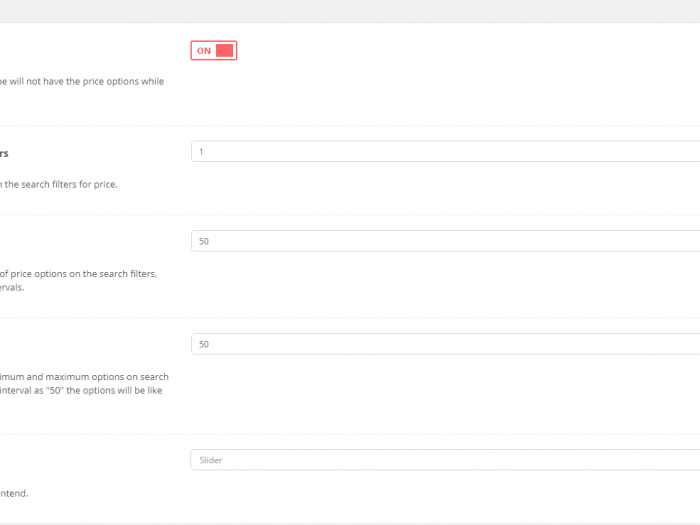 ON
be will not have the price options while
rs
1
n the search filters for price.
50
of price options on the search filters,
ervals.
50
imum and maximum options on search
interval as "50" the options will be like
Slider
ntend.